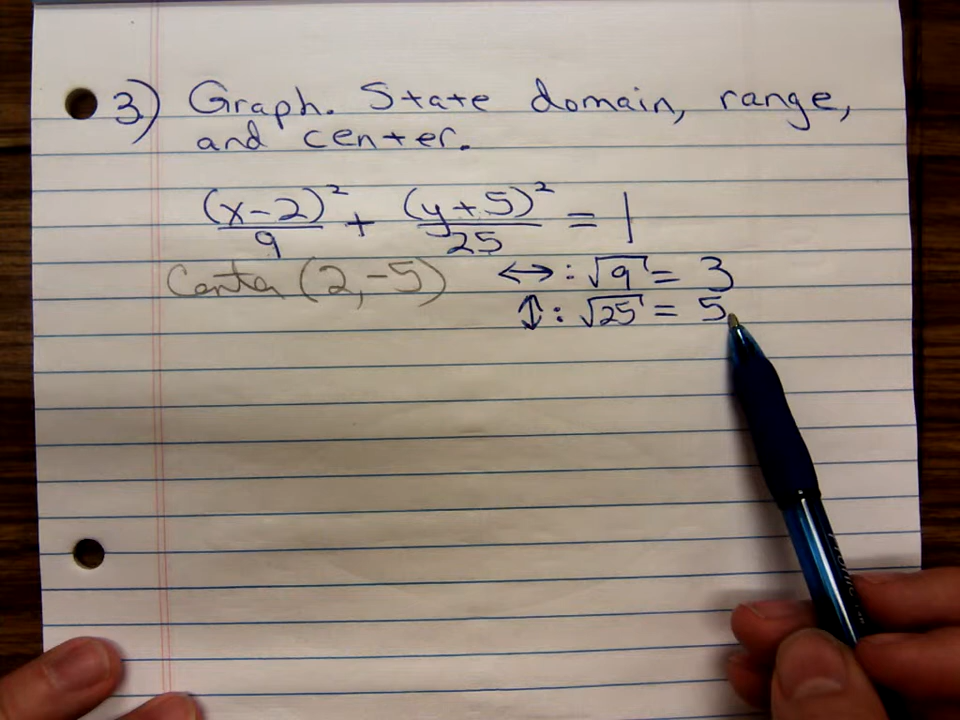 3.) Graph. State domain, range,
and center.
(x-2)²/9 + (y+5)²/25 = 1
Center (2,-5) ↔: √9 = 3
↕: √25 = 5